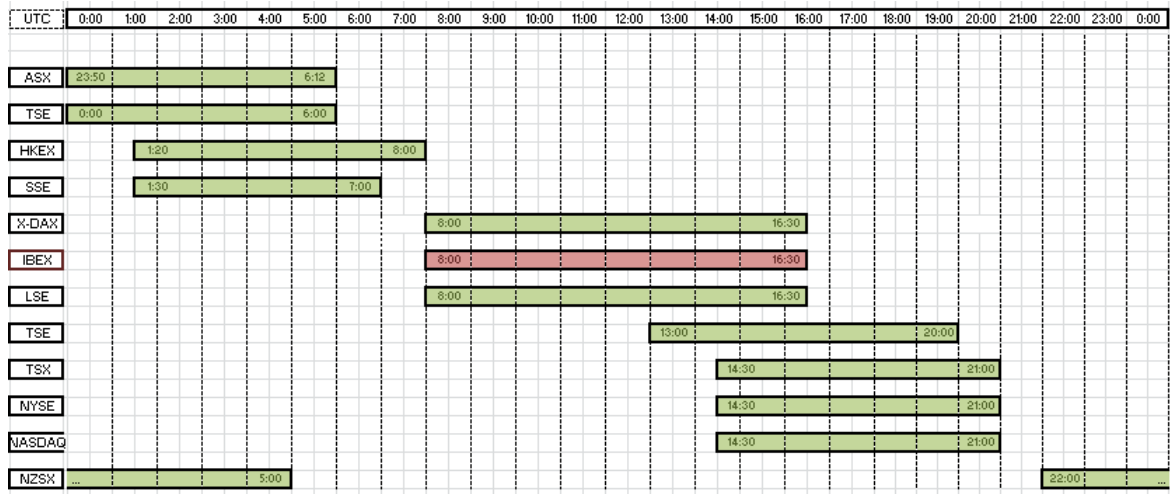 UTC 0:00 1:00 2:00 3:00 4:00 5:00 6:00 7:00 8:00 9:00 10:00 11:00 12:00 13:00 14:00 15:00 16:00 17:00 18:00 19:00 20:00 21:00 22:00 23:00 0:00
ASX 23:50 6:12
TSE 0:00 6:00
HKEX 1:20 8:00
SSE 1:30 7:00
X-DAX 8:00 16:30
IBEX 8:00 16:30
LSE 8:00 16:30
TSE 13:00 20:00
TSX 14:30 21:00
NYSE 14:30 21:00
NASDAQ 14:30 21:00
NZSX ... 5:00 22:00 ...